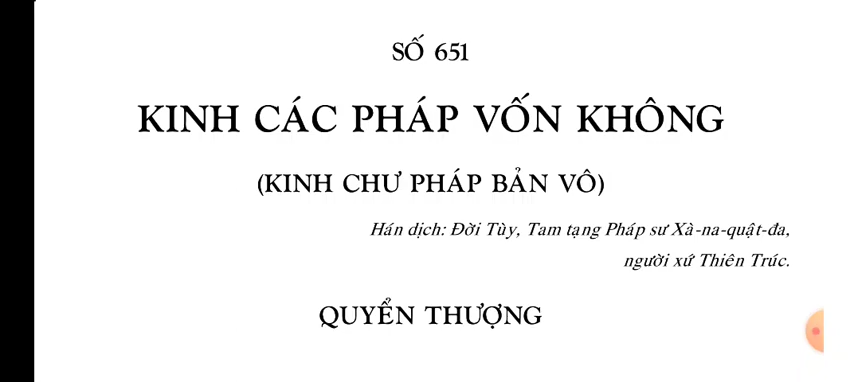 SỐ 651
KINH CÁC PHÁP VỐN KHÔNG
(KINH CHƯ PHÁP BẢN VÔ)
Hán dịch: Đời Tùy, Tam tạng Pháp sư Xà-na-quật-đa,
người xứ Thiên Trúc.
QUYỂN THƯỢNG